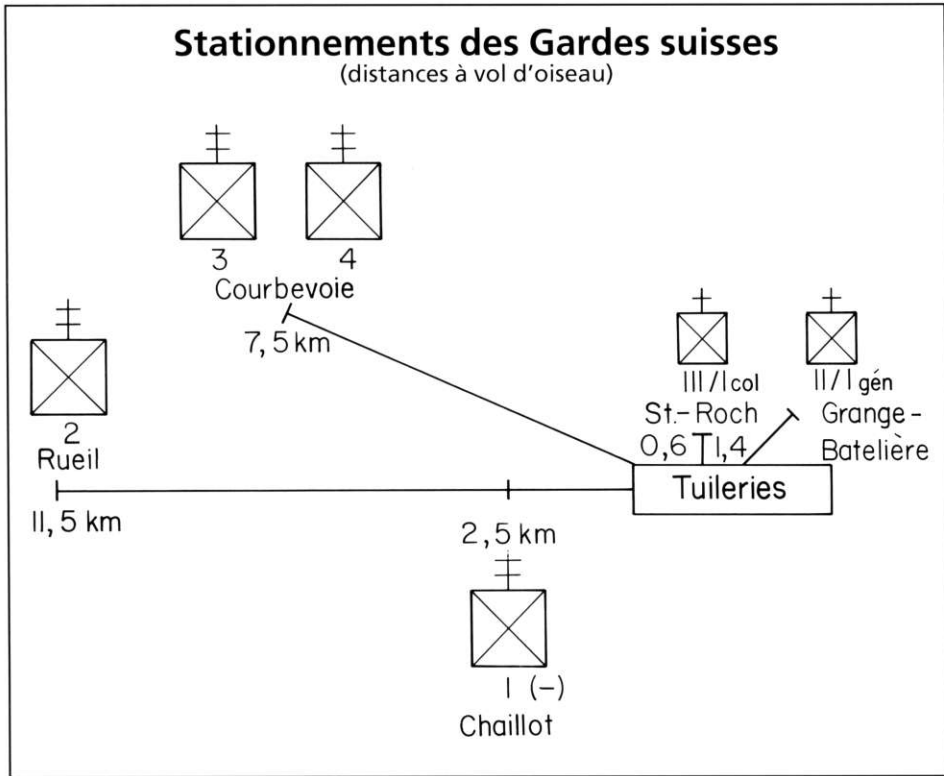 Stationnements des Gardes suisses
(distances à vol d'oiseau)
3 4
Courbevoie
7,5 km
2
Rueil
11,5 km
III/I col
St.-Roch
0,6 1,4
II/I gén
Grange-
Batelière
Tuileries
2,5 km
I (–)
Chaillot